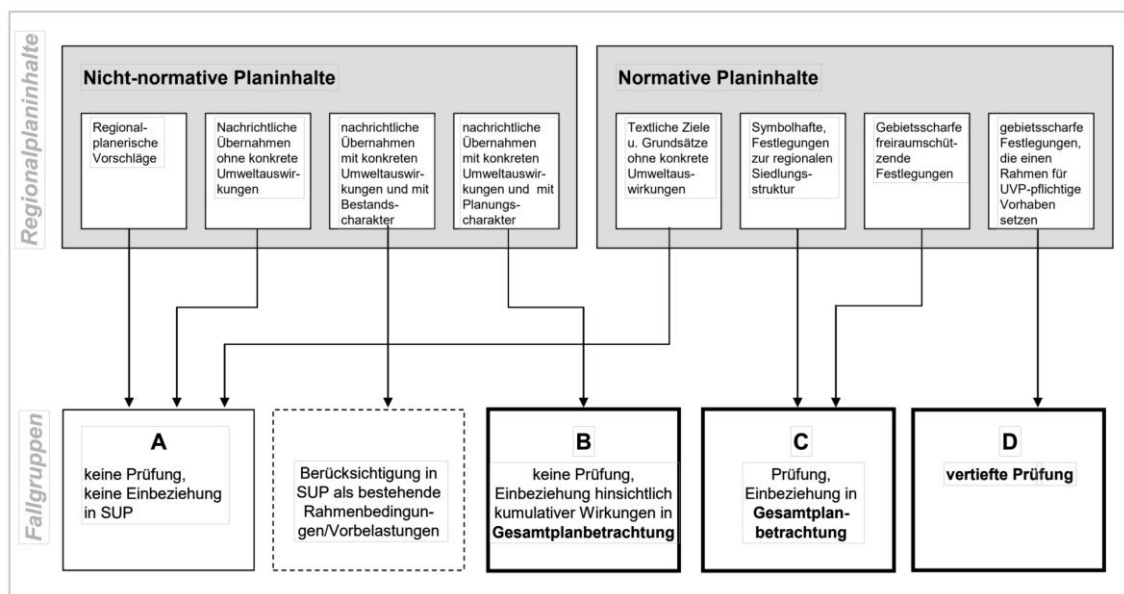 Regionalplaninhalte
Nicht-normative Planinhalte
Regional-
planerische
Vorschläge
Nachrichtliche
Übernahmen
ohne konkrete
Umweltauswir-
kungen
nachrichtliche
Übernahmen
mit konkreten
Umweltauswir-
kungen und mit
Bestands-
charakter
nachrichtliche
Übernahmen
mit konkreten
Umweltauswir-
kungen und mit
Planungs-
charakter
Normative Planinhalte
Textliche Ziele
u. Grundsätze
ohne konkrete
Umweltaus-
wirkungen
Symbolhafte,
Festlegungen
zur regionalen
Siedlungs-
struktur
Gebietsscharfe
freiraumschüt-
zende
Festlegungen
gebietsscharfe
Festlegungen,
die einen
Rahmen für
UVP-pflichtige
Vorhaben
setzen
Fallgruppen
A
keine Prüfung,
keine Einbeziehung
in SUP
Berücksichtigung in
SUP als bestehende
Rahmenbedingun-
gen/Vorbelastungen
B
keine Prüfung,
Einbeziehung hinsichtlich
kumulativer Wirkungen in
Gesamtplanbetrachtung
C
Prüfung,
Einbeziehung in
Gesamtplan-
betrachtung
D
vertiefte Prüfung